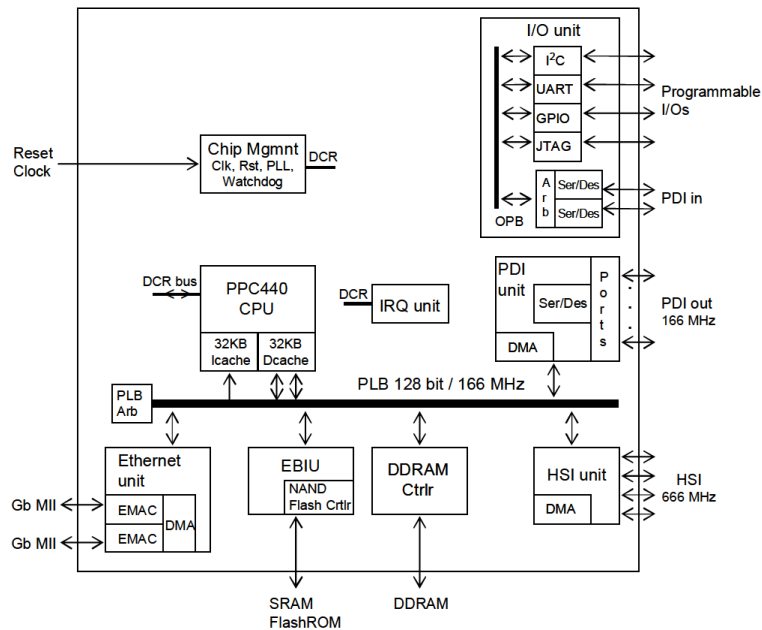 I/O unit
I²C
UART
GPIO
JTAG
Programmable
I/Os
Reset
Clock
Chip Mgmnt
Clk, Rst, PLL,
Watchdog
DCR
Arb
Ser/Des
Ser/Des
PDI in
OPB
DCR bus
PPC440
CPU
32KB
Icache
32KB
Dcache
DCR
IRQ unit
PDI
unit
Ser/Des
DMA
Ports
PDI out
166 MHz
PLB 128 bit / 166 MHz
PLB
Arb
Ethernet
unit
EMAC
EMAC
DMA
Gb MII
Gb MII
EBIU
NAND
Flash Crtlr
DDRAM
Ctrlr
HSI unit
DMA
HSI
666 MHz
SRAM
FlashROM
DDRAM